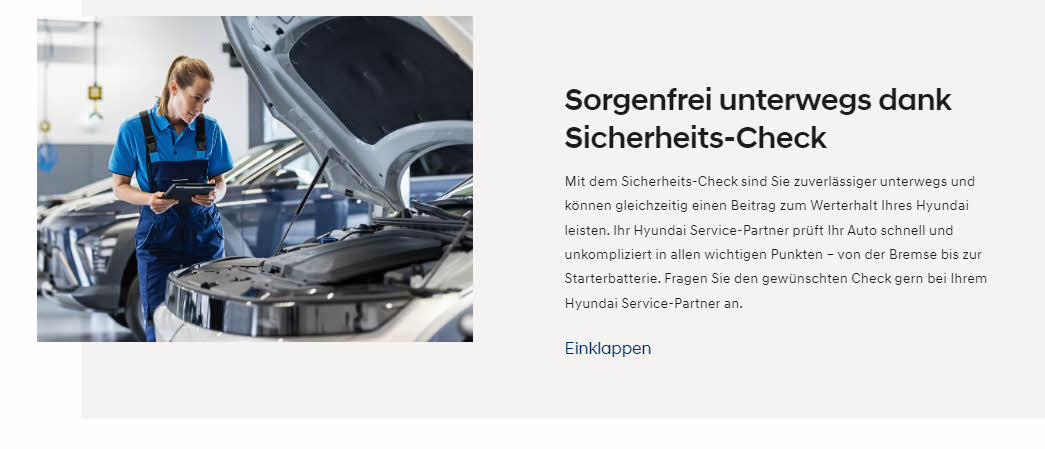 Sorgenfrei unterwegs dank
Sicherheits-Check
Mit dem Sicherheits-Check sind Sie zuverlässiger unterwegs und
können gleichzeitig einen Beitrag zum Werterhalt Ihres Hyundai
leisten. Ihr Hyundai Service-Partner prüft Ihr Auto schnell und
unkompliziert in allen wichtigen Punkten – von der Bremse bis zur
Starterbatterie. Fragen Sie den gewünschten Check gern bei Ihrem
Hyundai Service-Partner an.
Einklappen